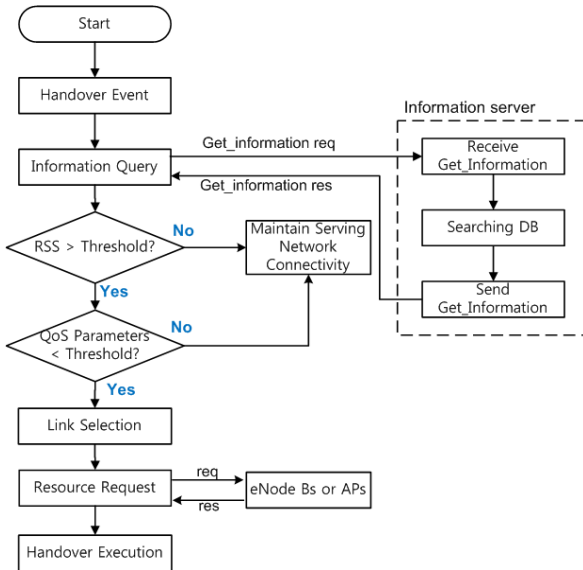 Start
Handover Event
Information server
Get_information req
Receive
Get_Information
Information Query
Get_information res
Searching DB
RSS > Threshold?
No
Maintain Serving
Network
Connectivity
Yes
Send
Get_Information
QoS Parameters
< Threshold?
No
Yes
Link Selection
Resource Request
req
res
eNode Bs or APs
Handover Execution